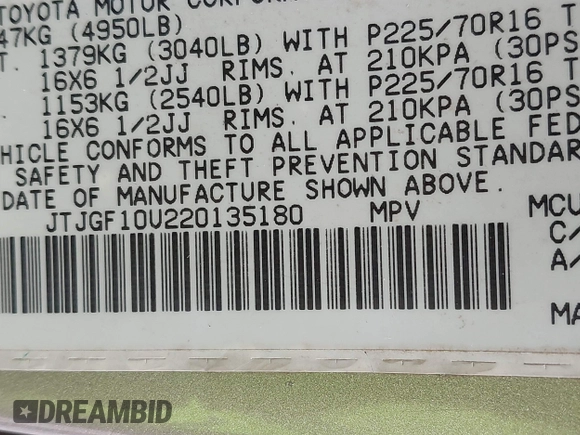 TOYOTA MOTOR CORPOR
47KG (4950LB)
T. 1379KG (3040LB) WITH P225/70R16 T
16X6 1/2JJ RIMS. AT 210KPA (30PS
1153KG (2540LB) WITH P225/70R16 T
16X6 1/2JJ RIMS. AT 210KPA (30PS
HICLE CONFORMS TO ALL APPLICABLE FED
SAFETY AND THEFT PREVENTION STANDAR
DATE OF MANUFACTURE SHOWN ABOVE.
JTJGF10U220135180 MPV MCU
C/
A/
MA
DREAMBID